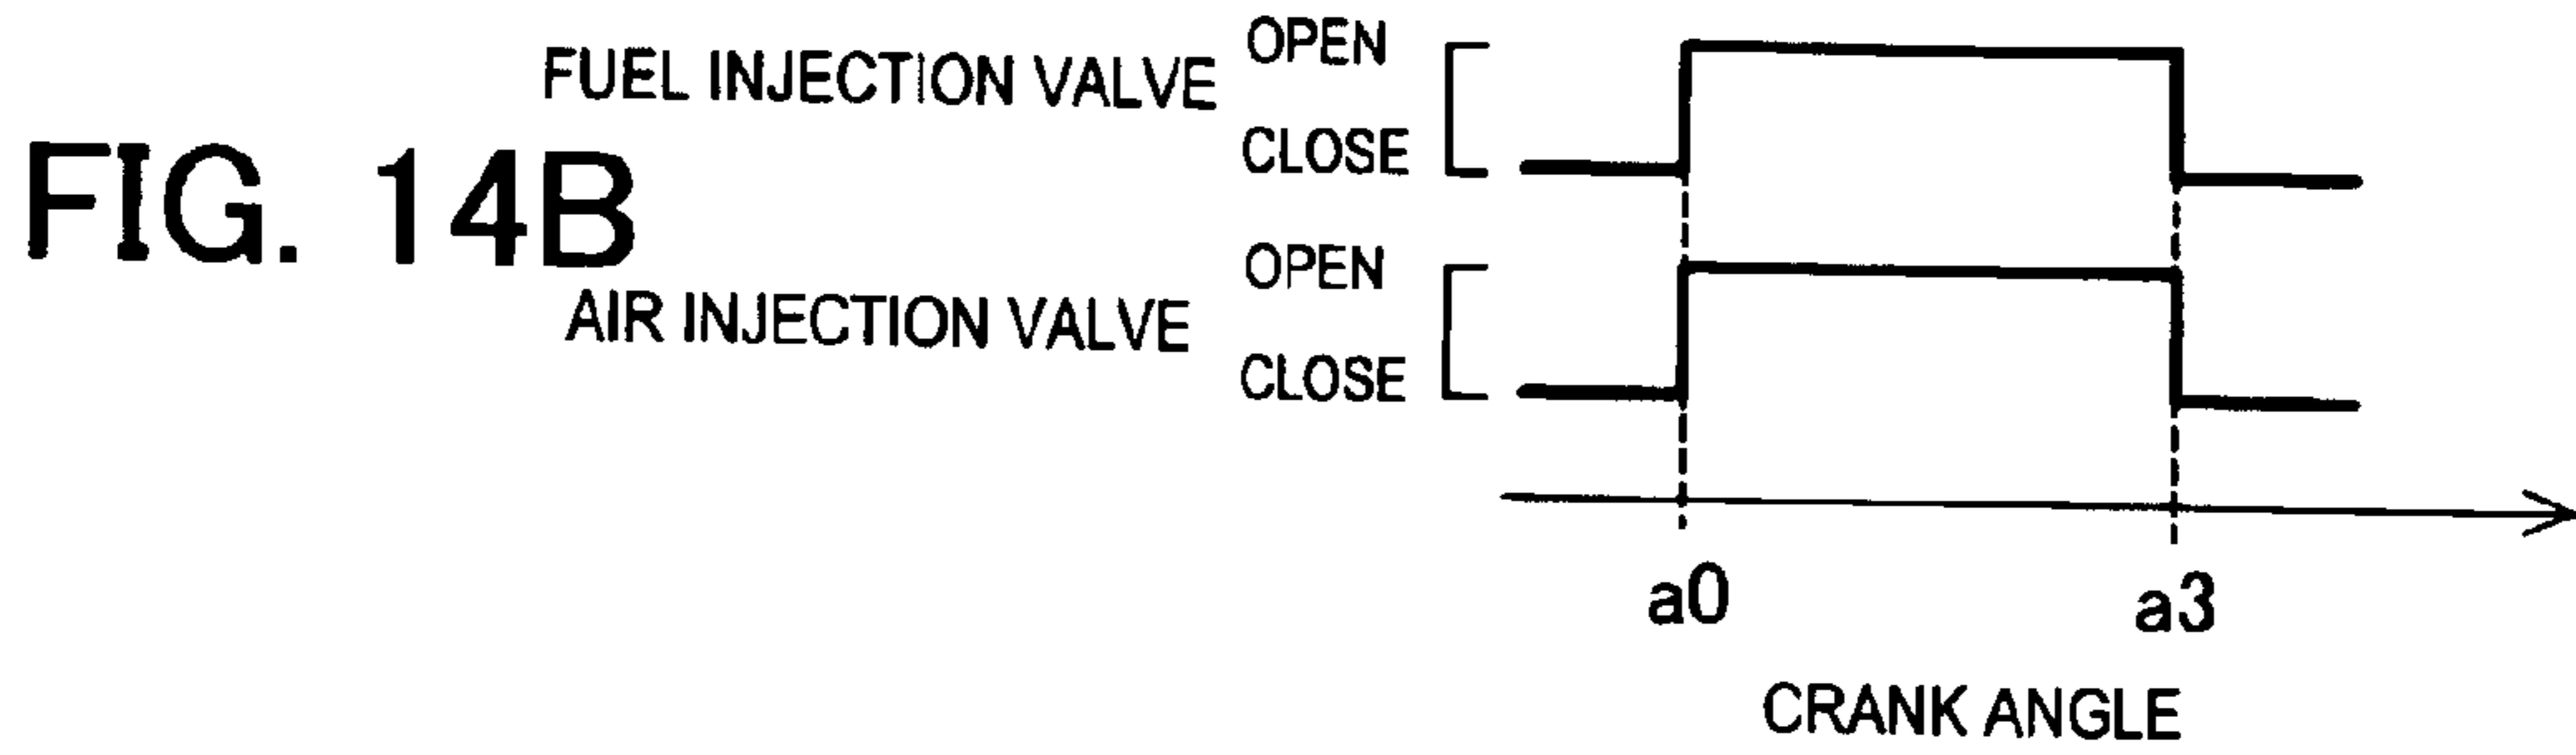 FIG. 14B
FUEL INJECTION VALVE
OPEN
CLOSE
AIR INJECTION VALVE
OPEN
CLOSE
a0
a3
CRANK ANGLE